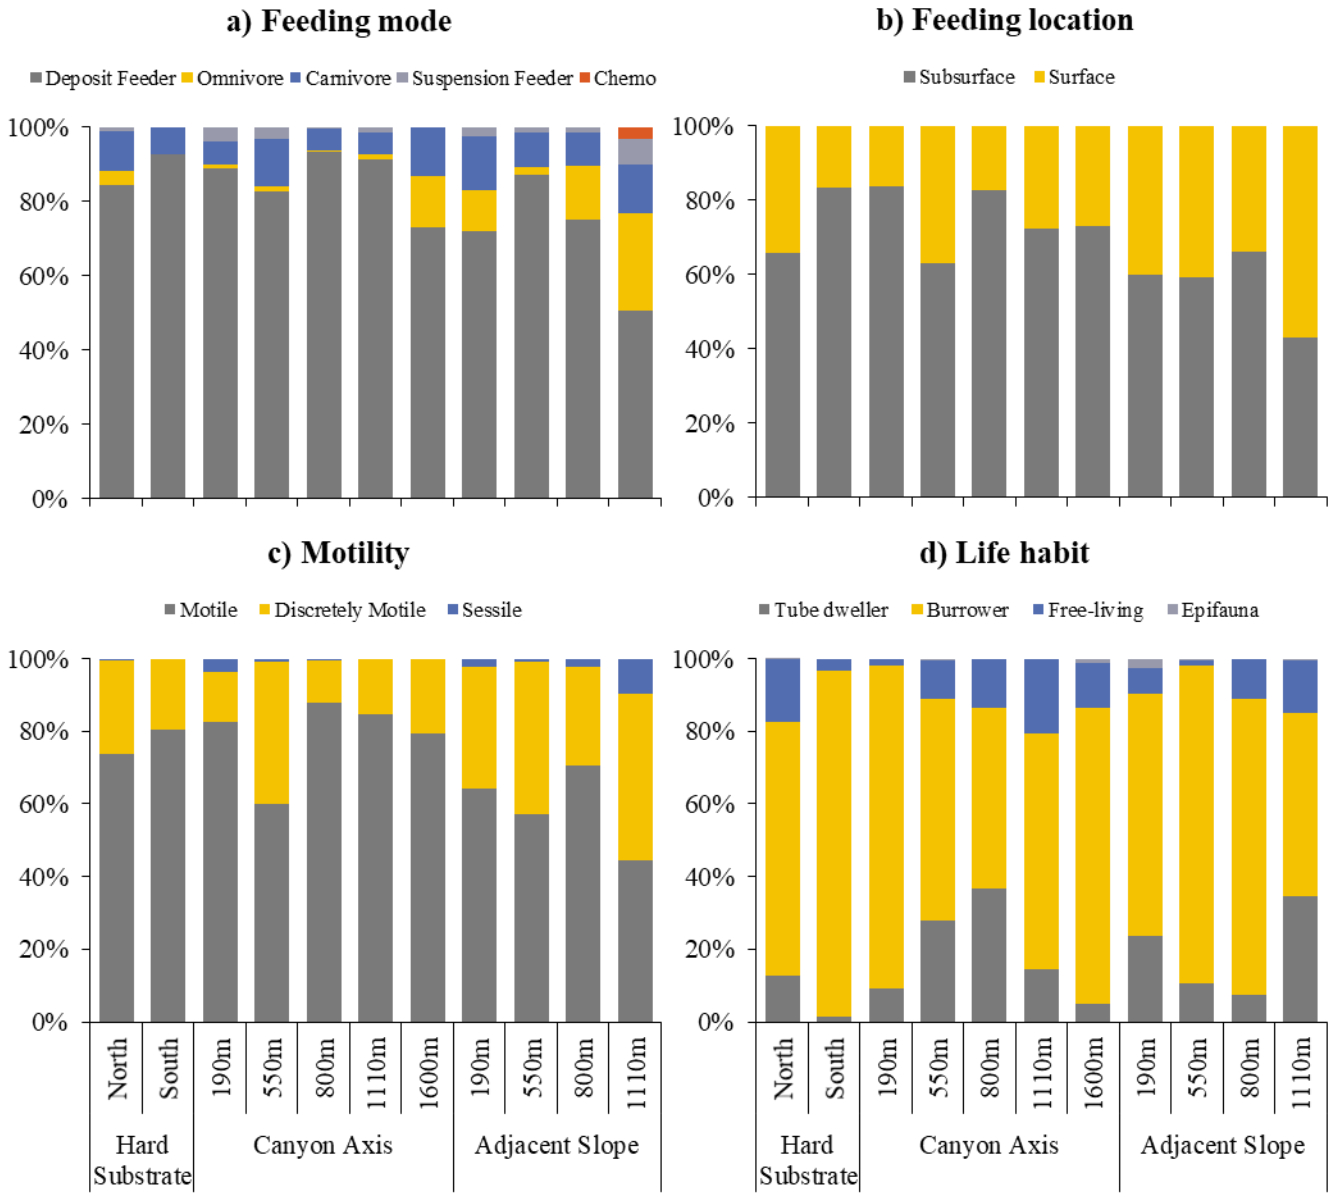 a) Feeding mode
Deposit Feeder Omnivore Carnivore Suspension Feeder Chemo
100%
80%
60%
40%
20%
0%
b) Feeding location
Subsurface Surface
100%
80%
60%
40%
20%
0%
c) Motility
Motile Discretely Motile Sessile
100%
80%
60%
40%
20%
0%
North South 190m 550m 800m 1110m 1600m 190m 550m 800m 1110m
Hard Substrate Canyon Axis Adjacent Slope
d) Life habit
Tube dweller Burrower Free-living Epifauna
100%
80%
60%
40%
20%
0%
North South 190m 550m 800m 1110m 1600m 190m 550m 800m 1110m
Hard Substrate Canyon Axis Adjacent Slope